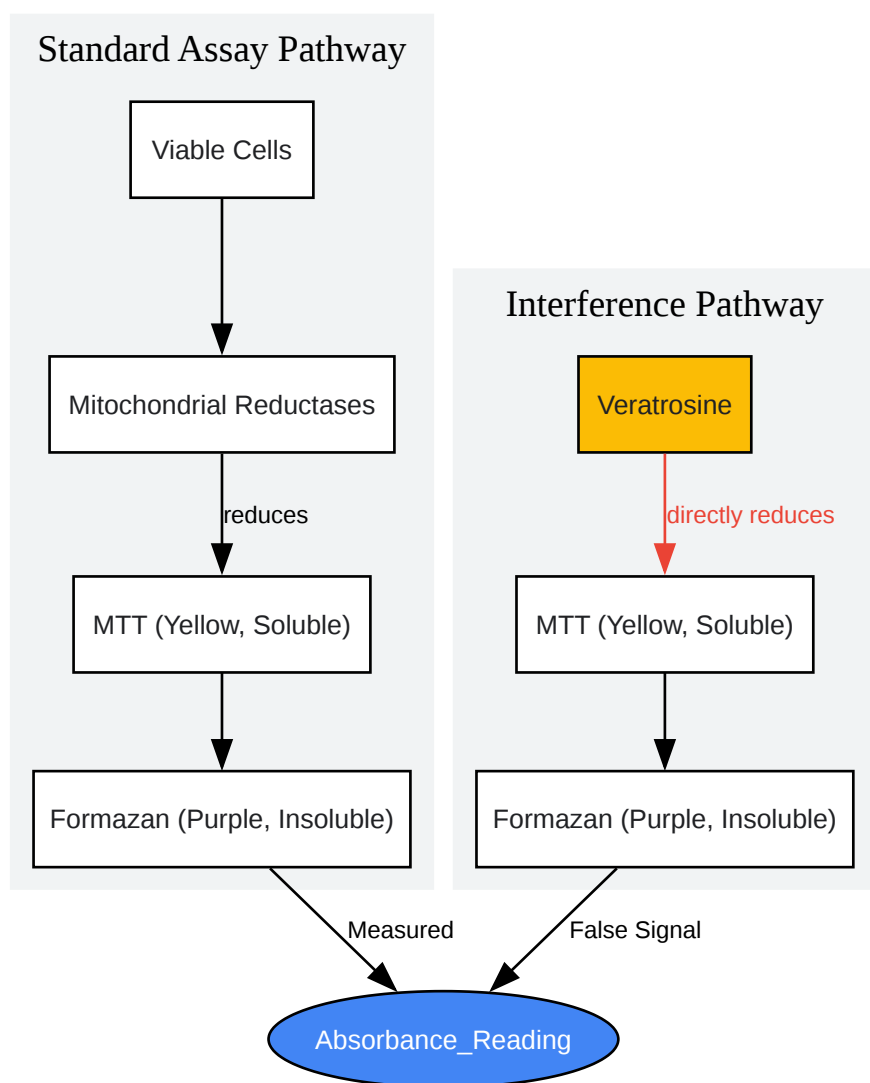 Standard Assay Pathway
Viable Cells
Mitochondrial Reductases
reduces
MTT (Yellow, Soluble)
Formazan (Purple, Insoluble)
Measured
Interference Pathway
Veratrosine
directly reduces
MTT (Yellow, Soluble)
Formazan (Purple, Insoluble)
False Signal
Absorbance_Reading